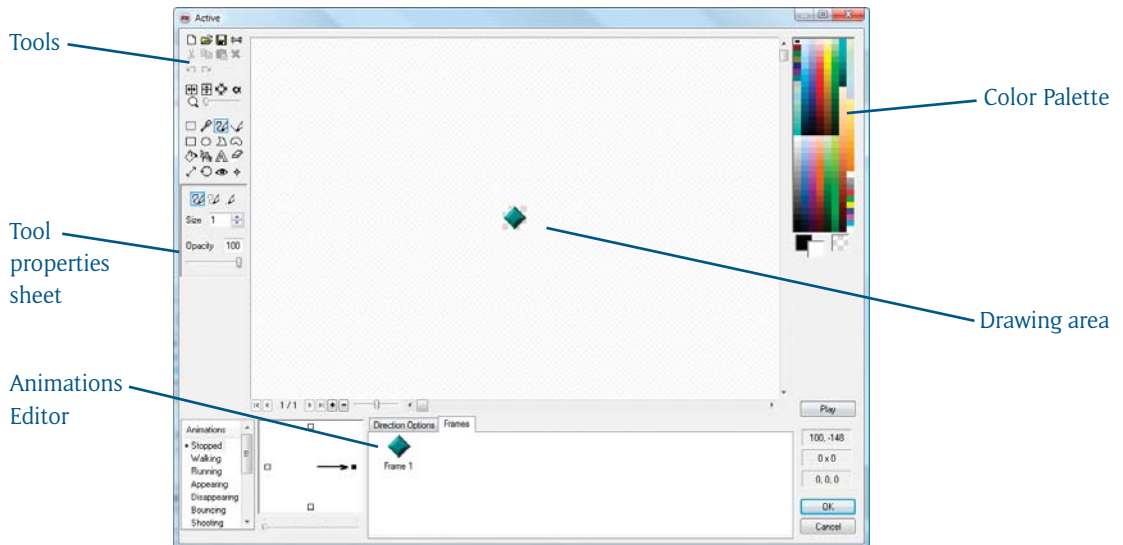 Active
Tools
Color Palette
Size 1
Opacity 100
Tool
properties
sheet
Drawing area
Animations
Editor
1 / 1
Play
Animations
Stopped
Walking
Running
Appearing
Disappearing
Bouncing
Shooting
Direction Options
Frames
Frame 1
100, -148
0 x 0
0, 0, 0
OK
Cancel